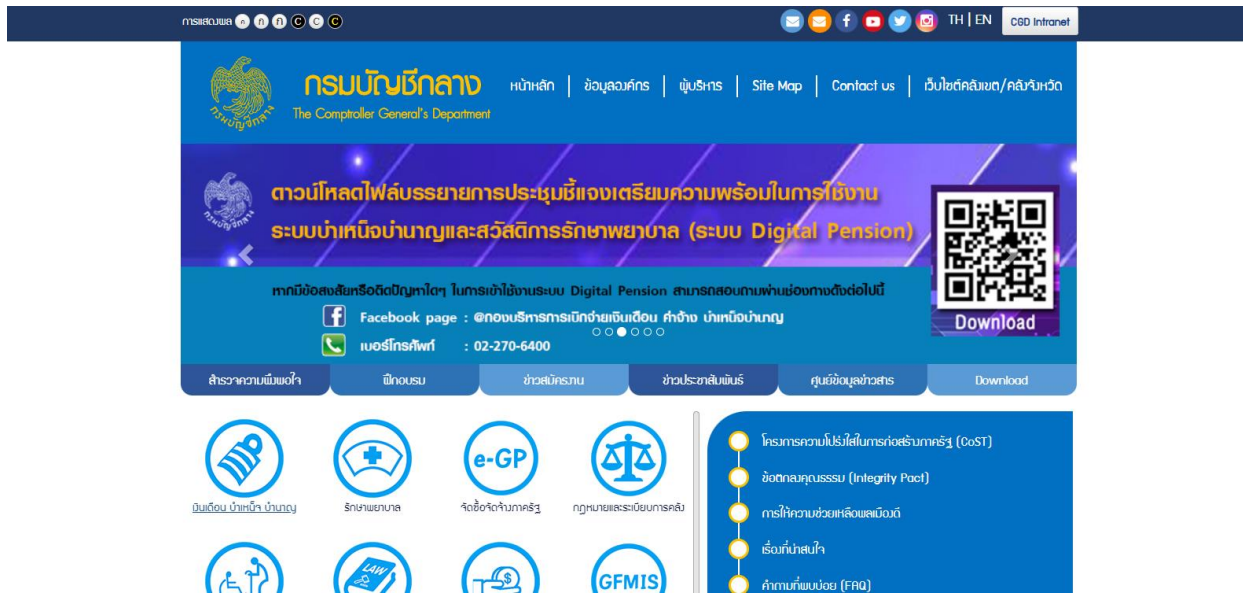 การแสดงผล ก ก ก C C C TH | EN CGD Intranet
กรมบัญชีกลาง
The Comptroller General's Department
หน้าหลัก | ข้อมูลองค์กร | ผู้บริหาร | Site Map | Contact us | เว็บไซต์คลังเขต/คลังจังหวัด
กรมบัญชีกลาง
ดาวน์โหลดไฟล์บรรยายการประชุมชี้แจงเตรียมความพร้อมในการใช้งาน
ระบบบำเหน็จบำนาญและสวัสดิการรักษาพยาบาล (ระบบ Digital Pension)
หากมีข้อสงสัยหรือติดปัญหาใดๆ ในการเข้าใช้งานระบบ Digital Pension สามารถสอบถามผ่านช่องทางดังต่อไปนี้
Facebook page : @กองบริหารการเบิกจ่ายเงินเดือน ค่าจ้าง บำเหน็จบำนาญ
เบอร์โทรศัพท์ : 02-270-6400
Download
สำรวจความพึงพอใจ ฝึกอบรม ข่าวสมัครงาน ข่าวประชาสัมพันธ์ ศูนย์ข้อมูลข่าวสาร Download
e-GP
เงินเดือน บำเหน็จ บำนาญ รักษาพยาบาล จัดซื้อจัดจ้างภาครัฐ กฎหมายและระเบียบการคลัง
LAW GFMIS
โครงการความโปร่งใสในการก่อสร้างภาครัฐ (CoST)
ข้อตกลงคุณธรรม (Integrity Pact)
การให้ความช่วยเหลือพลเมืองดี
เรื่องที่น่าสนใจ
คำถามที่พบบ่อย (FAQ)